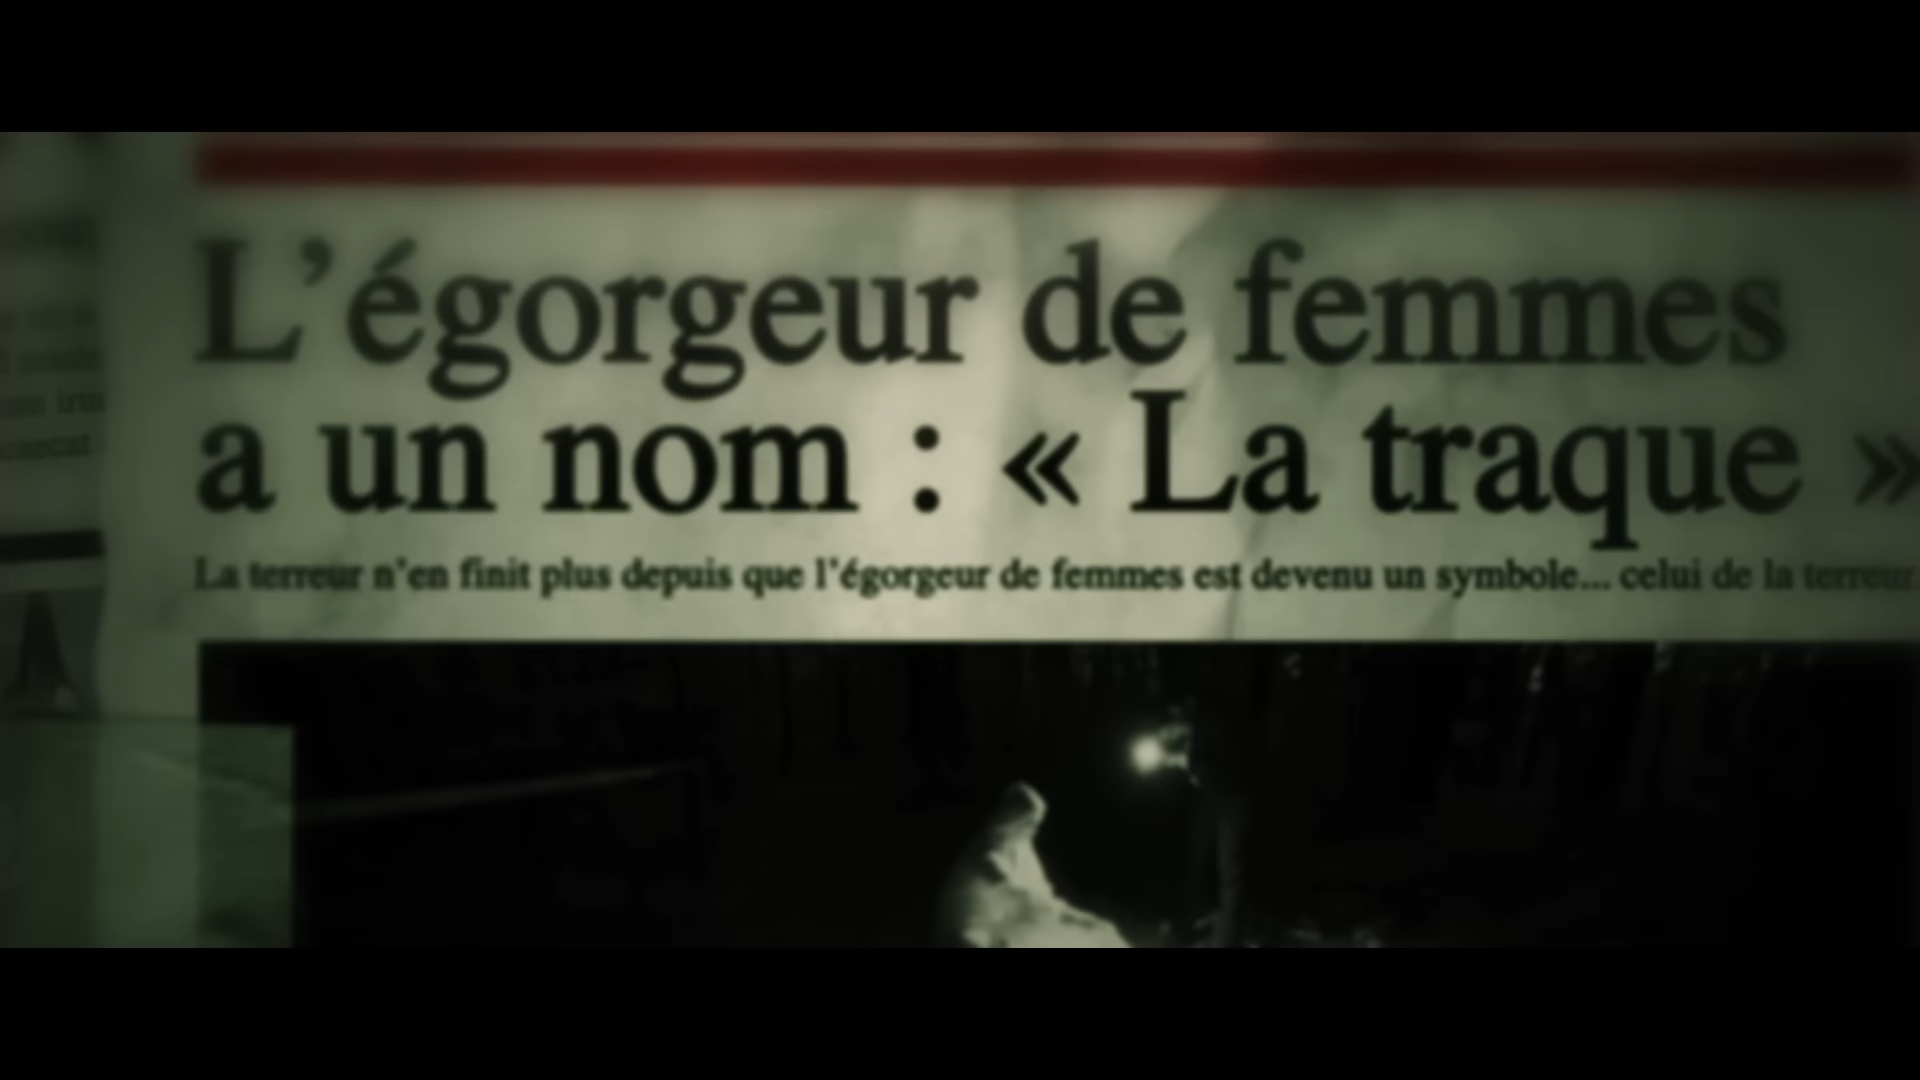 L’égorgeur de femmes
a un nom : « La traque »
La terreur n’en finit plus depuis que l’égorgeur de femmes est devenu un symbole... celui de la terreur